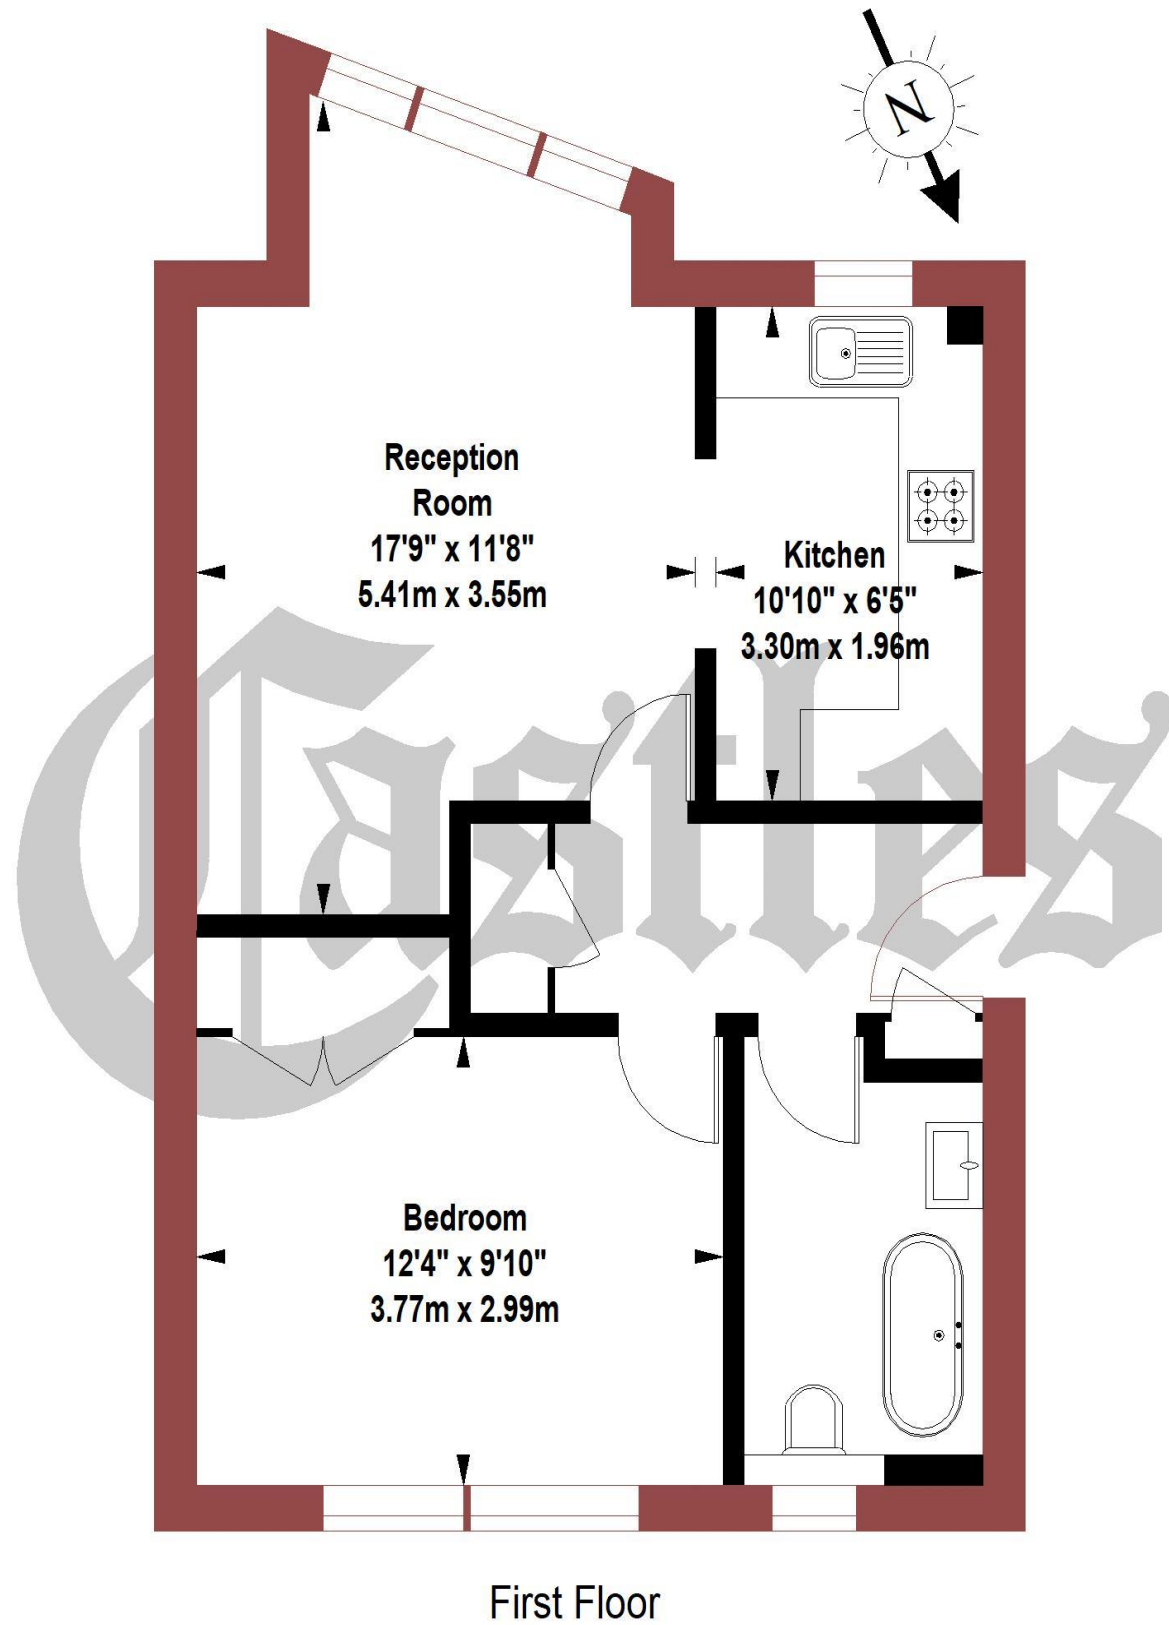 N
Reception
Room
17'9" x 11'8"
5.41m x 3.55m
Kitchen
10'10" x 6'5"
3.30m x 1.96m
Castles
Bedroom
12'4" x 9'10"
3.77m x 2.99m
First Floor